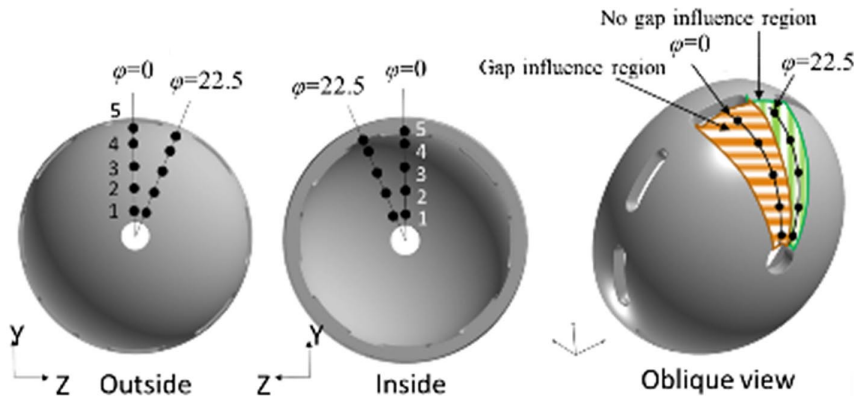 φ=0
φ=22.5
5
4
3
2
1
Y
Z
Outside
φ=0
φ=22.5
5
4
3
2
1
Y
Z
Inside
No gap influence region
φ=0
φ=22.5
Gap influence region
Oblique view